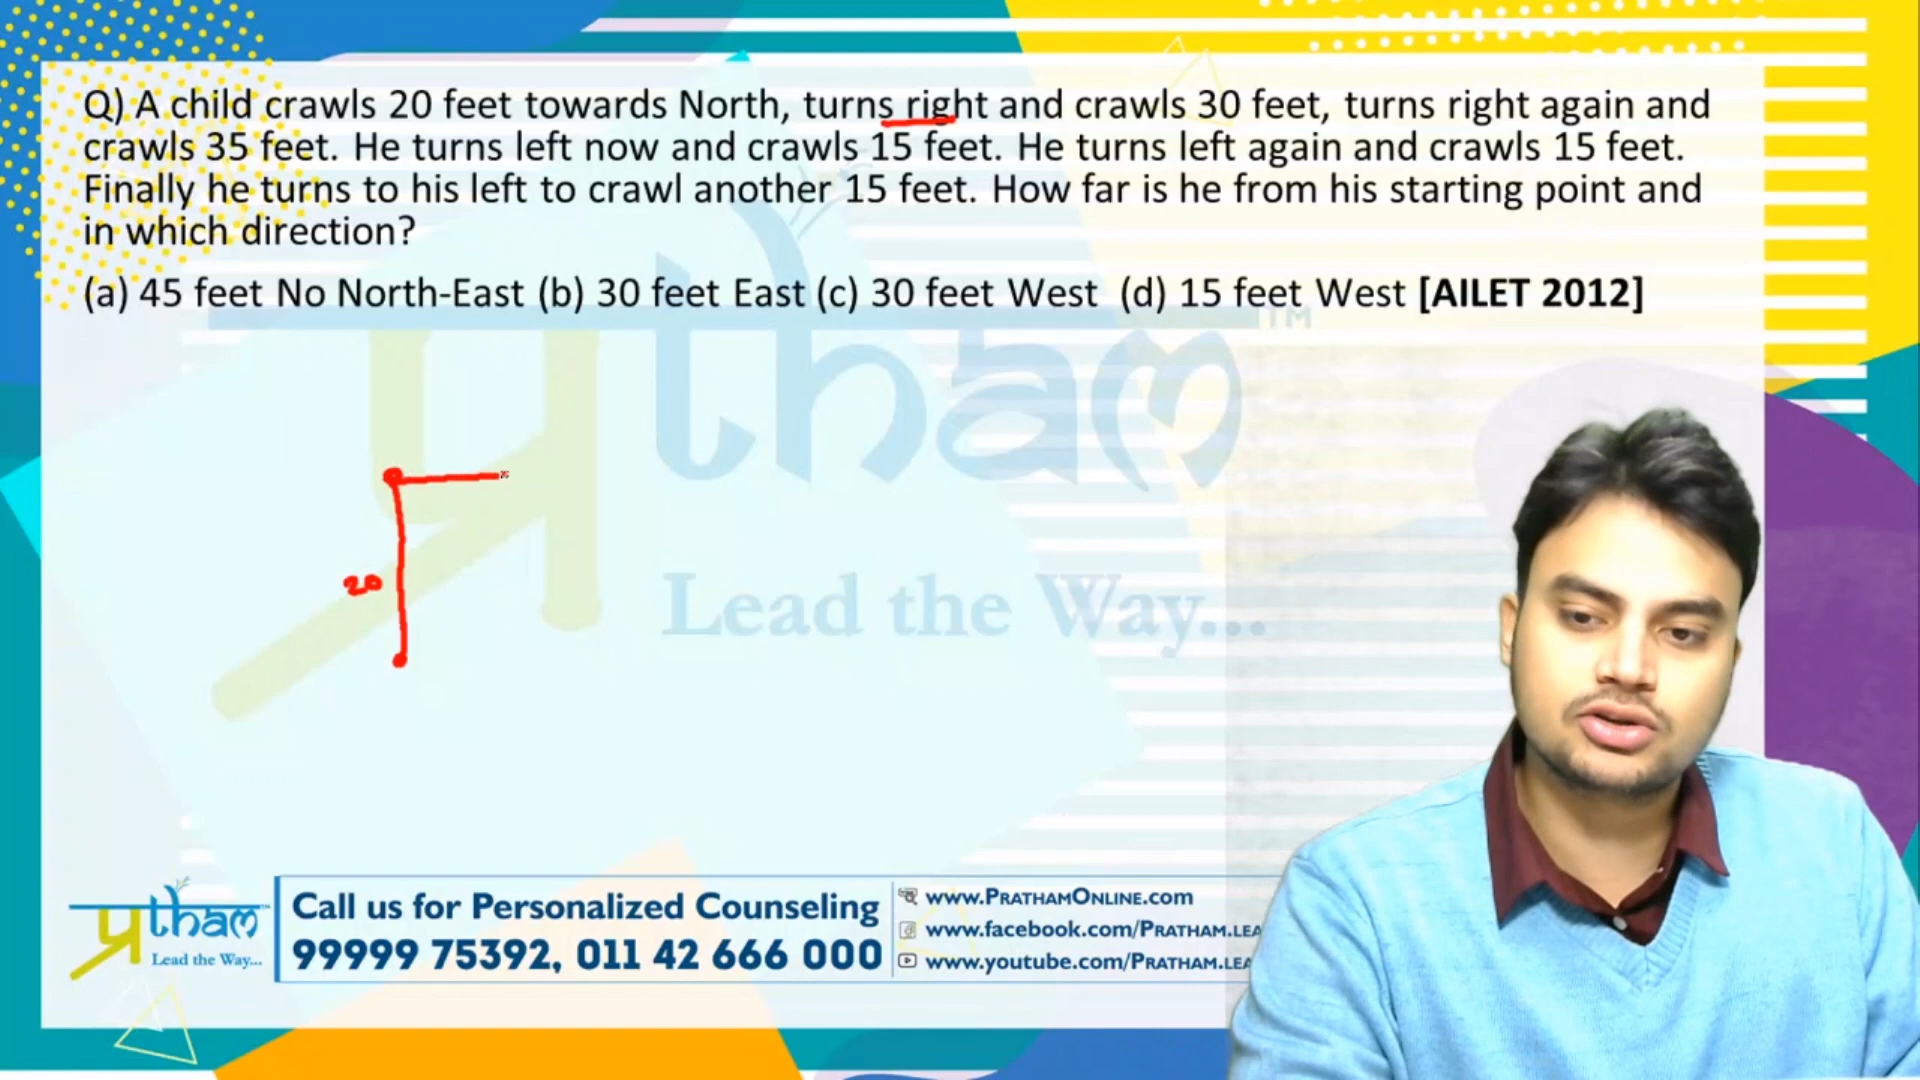 Q) A child crawls 20 feet towards North, turns right and crawls 30 feet, turns right again and
crawls 35 feet. He turns left now and crawls 15 feet. He turns left again and crawls 15 feet.
Finally he turns to his left to crawl another 15 feet. How far is he from his starting point and
in which direction?
(a) 45 feet No North-East (b) 30 feet East (c) 30 feet West (d) 15 feet West [AILET 2012]
प्रthaम
TM
Lead the Way...
20
प्रthaम
Lead the Way...
Call us for Personalized Counseling
99999 75392, 011 42 666 000
www.PrathamOnline.com
www.facebook.com/Pratham.lea
www.youtube.com/Pratham.lea